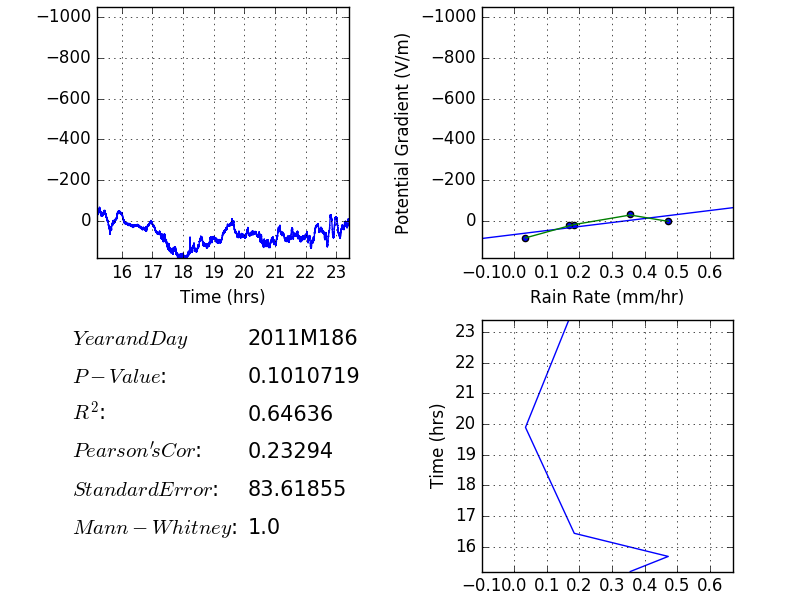 −1000
−800
−600
−400
−200
0
16 17 18 19 20 21 22 23
Time (hrs)
Potential Gradient (V/m)
−1000
−800
−600
−400
−200
0
−0.10.0 0.1 0.2 0.3 0.4 0.5 0.6
Rain Rate (mm/hr)
YearandDay 2011M186
P−Value: 0.1010719
R²: 0.64636
Pearson'sCor: 0.23294
StandardError: 83.61855
Mann−Whitney: 1.0
Time (hrs)
23
22
21
20
19
18
17
16
−0.10.0 0.1 0.2 0.3 0.4 0.5 0.6